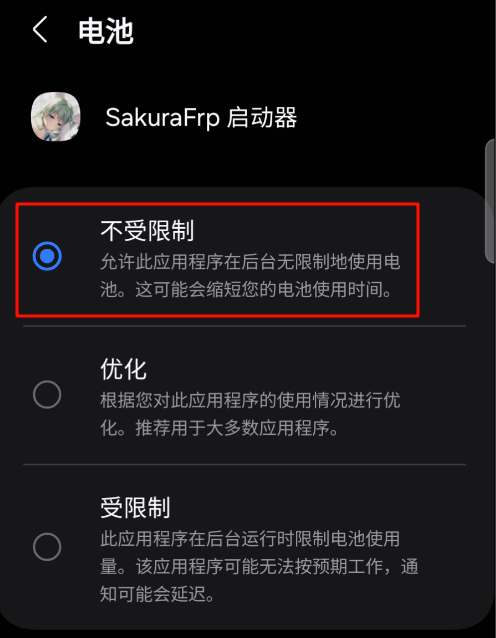 电池
SakuraFrp 启动器
不受限制
允许此应用程序在后台无限制地使用电
池。这可能会缩短您的电池使用时间。
优化
根据您对此应用程序的使用情况进行优
化。推荐用于大多数应用程序。
受限制
此应用程序在后台运行时限制电池使用
量。该应用程序可能无法按预期工作，通
知可能会延迟。